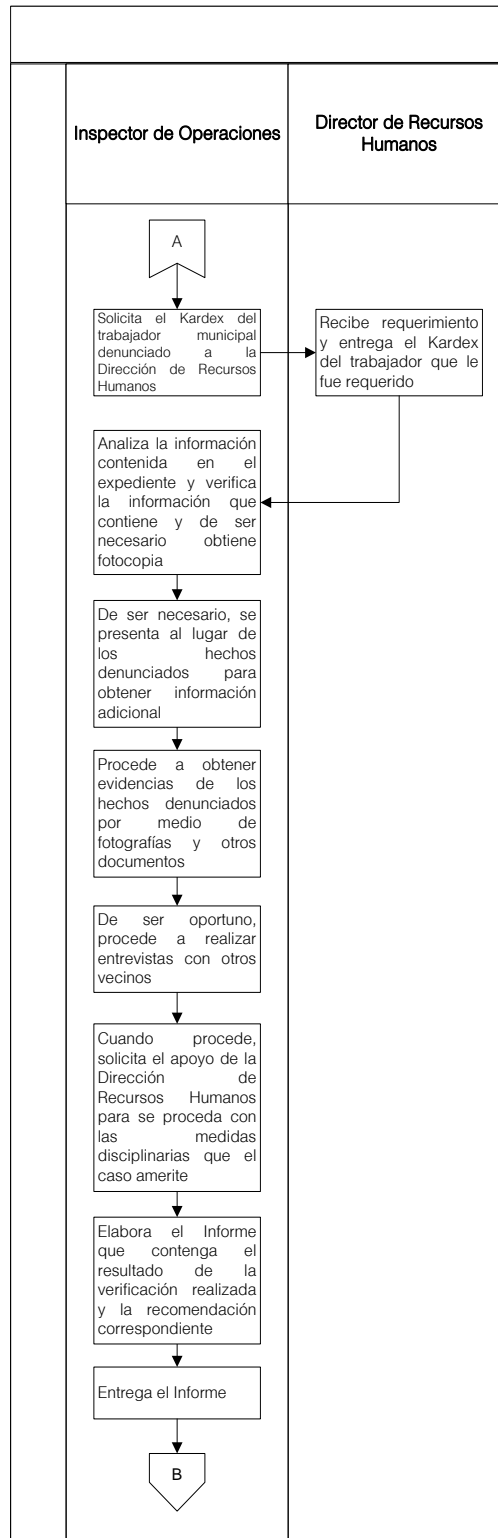 Inspector de Operaciones
Director de Recursos
Humanos
A
Solicita el Kardex del
trabajador municipal
denunciado a la
Dirección de Recursos
Humanos
Recibe requerimiento
y entrega el Kardex
del trabajador que le
fue requerido
Analiza la información
contenida en el
expediente y verifica
la información que
contiene y de ser
necesario obtiene
fotocopia
De ser necesario, se
presenta al lugar de
los hechos
denunciados para
obtener información
adicional
Procede a obtener
evidencias de los
hechos denunciados
por medio de
fotografías y otros
documentos
De ser oportuno,
procede a realizar
entrevistas con otros
vecinos
Cuando procede,
solicita el apoyo de la
Dirección de
Recursos Humanos
para se proceda con
las medidas
disciplinarias que el
caso amerite
Elabora el Informe
que contenga el
resultado de la
verificación realizada
y la recomendación
correspondiente
Entrega el Informe
B